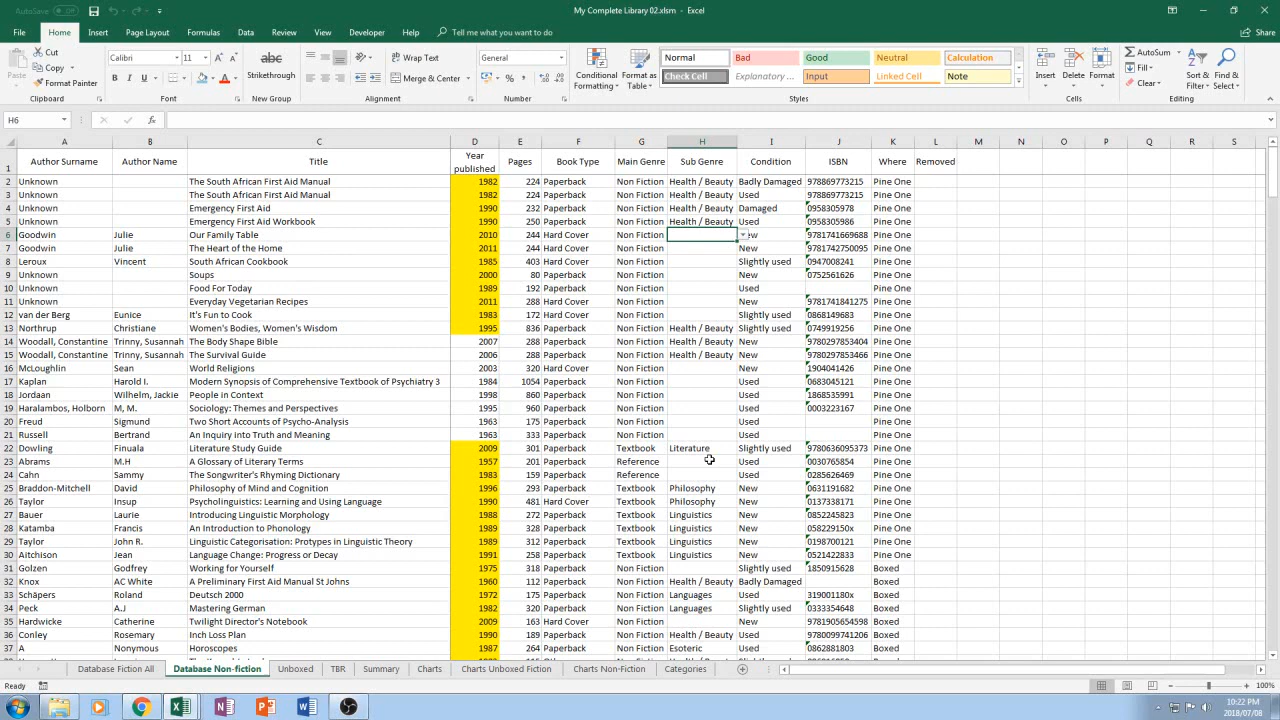 AutoSave Off My Complete Library 02.xlsm - Excel
File Home Insert Page Layout Formulas Data Review View Developer Help Tell me what you want to do Share
Cut Calibri 11 Wrap Text General Normal Bad Good Neutral Calculation AutoSum
Paste Copy Strikethrough Conditional Formatting Format as Table Insert Delete Format Fill Sort & Filter Find & Select
Format Painter B I U Merge & Center Check Cell Explanatory ... Input Linked Cell Note Clear
Clipboard Font New Group Alignment Number Styles Cells Editing
H6 fx
A B C D E F G H I J K L M N O P Q R S
1 Author Surname Author Name Title Year published Pages Book Type Main Genre Sub Genre Condition ISBN Where Removed
2 Unknown The South African First Aid Manual 1982 224 Paperback Non Fiction Health / Beauty Badly Damaged 978869773215 Pine One
3 Unknown The South African First Aid Manual 1982 224 Paperback Non Fiction Health / Beauty Used 978869773215 Pine One
4 Unknown Emergency First Aid 1990 232 Paperback Non Fiction Health / Beauty Damaged 0958305978 Pine One
5 Unknown Emergency First Aid Workbook 1990 250 Paperback Non Fiction Health / Beauty Used 0958305986 Pine One
6 Goodwin Julie Our Family Table 2010 244 Hard Cover Non Fiction ew 9781741669688 Pine One
7 Goodwin Julie The Heart of the Home 2011 244 Hard Cover Non Fiction New 9781742750095 Pine One
8 Leroux Vincent South African Cookbook 1985 403 Hard Cover Non Fiction Slightly used 0947008241 Pine One
9 Unknown Soups 2000 80 Paperback Non Fiction New 0752561626 Pine One
10 Unknown Food For Today 1989 192 Paperback Non Fiction Used Pine One
11 Unknown Everyday Vegetarian Recipes 2011 288 Hard Cover Non Fiction New 9781741841275 Pine One
12 van der Berg Eunice It's Fun to Cook 1983 172 Hard Cover Non Fiction Slightly used 0868149683 Pine One
13 Northrup Christiane Women's Bodies, Women's Wisdom 1995 836 Paperback Non Fiction Health / Beauty Slightly used 0749919256 Pine One
14 Woodall, Constantine Trinny, Susannah The Body Shape Bible 2007 288 Paperback Non Fiction Health / Beauty New 9780297853404 Pine One
15 Woodall, Constantine Trinny, Susannah The Survival Guide 2006 288 Paperback Non Fiction Health / Beauty New 9780297853466 Pine One
16 McLoughlin Sean World Religions 2003 320 Hard Cover Non Fiction New 1904041426 Pine One
17 Kaplan Harold I. Modern Synopsis of Comprehensive Textbook of Psychiatry 3 1984 1054 Paperback Non Fiction Used 0683045121 Pine One
18 Jordaan Wilhelm, Jackie People in Context 1998 860 Paperback Non Fiction Used 1868535991 Pine One
19 Haralambos, Holborn M, M. Sociology: Themes and Perspectives 1995 960 Paperback Non Fiction Used 0003223167 Pine One
20 Freud Sigmund Two Short Accounts of Psycho-Analysis 1963 175 Paperback Non Fiction Used Pine One
21 Russell Bertrand An Inquiry into Truth and Meaning 1963 333 Paperback Non Fiction Used Pine One
22 Dowling Finuala Literature Study Guide 2009 301 Paperback Textbook Literature Slightly used 9780636095373 Pine One
23 Abrams M.H A Glossary of Literary Terms 1957 201 Paperback Reference Used 0030765854 Pine One
24 Cahn Sammy The Songwriter's Rhyming Dictionary 1983 159 Paperback Reference Used 0285626469 Pine One
25 Braddon-Mitchell David Philosophy of Mind and Cognition 1996 293 Paperback Textbook Philosophy New 0631191682 Pine One
26 Taylor Insup Psycholinguistics: Learning and Using Language 1990 481 Hard Cover Textbook Philosophy Used 0137338171 Pine One
27 Bauer Laurie Introducing Linguistic Morphology 1988 272 Paperback Textbook Linguistics New 0852245823 Pine One
28 Katamba Francis An Introduction to Phonology 1989 328 Paperback Textbook Linguistics New 058229150x Pine One
29 Taylor John R. Linguistic Categorisation: Protypes in Linguistic Theory 1989 312 Paperback Textbook Linguistics New 0198700121 Pine One
30 Aitchison Jean Language Change: Progress or Decay 1991 258 Paperback Textbook Linguistics New 0521422833 Pine One
31 Golzen Godfrey Working for Yourself 1975 318 Paperback Non Fiction Slightly used 1850915628 Boxed
32 Knox AC White A Preliminary First Aid Manual St Johns 1960 112 Paperback Non Fiction Health / Beauty Badly Damaged Boxed
33 Schäpers Roland Deutsch 2000 1972 175 Paperback Non Fiction Languages Used 319001180x Boxed
34 Peck A.J Mastering German 1982 320 Paperback Non Fiction Languages Slightly used 0333354648 Boxed
35 Hardwicke Catherine Twilight Director's Notebook 2009 163 Hard Cover Non Fiction New 9781905654598 Boxed
36 Conley Rosemary Inch Loss Plan 1990 189 Paperback Non Fiction Health / Beauty Used 9780099741206 Boxed
37 A Nonymous Horoscopes 1987 264 Paperback Non Fiction Esoteric Used 0862881803 Boxed
Database Fiction All Database Non-fiction Unboxed TBR Summary Charts Charts Unboxed Fiction Charts Non-Fiction Categories
Ready 100%
10:22 PM
2018/07/08